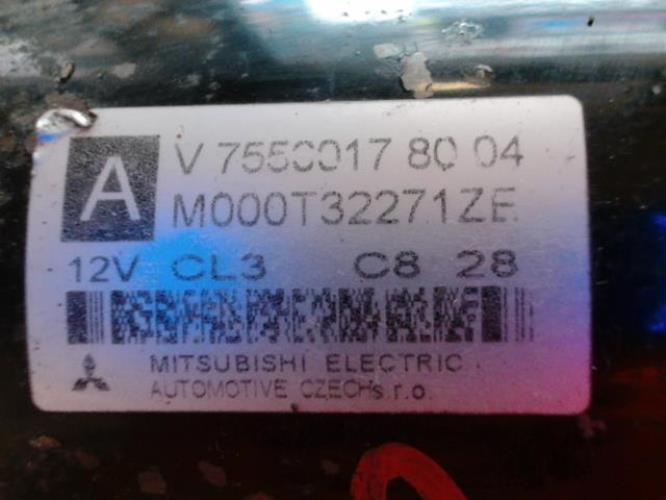 A
V 7550017 80 04
M000T32271ZE
12V CL3 C8 28
MITSUBISHI ELECTRIC
AUTOMOTIVE CZECH s.r.o.